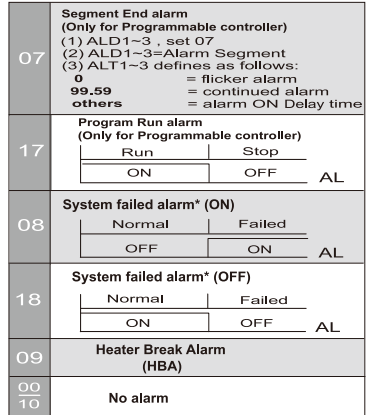 07
Segment End alarm
(Only for Programmable controller)
(1) ALD1~3 , set 07
(2) ALD1~3=Alarm Segment
(3) ALT1~3 defines as follows:
0 = flicker alarm
99.59 = continued alarm
others = alarm ON Delay time
17
Program Run alarm
(Only for Programmable controller)
Run Stop
ON OFF AL
08
System failed alarm* (ON)
Normal Failed
OFF ON AL
18
System failed alarm* (OFF)
Normal Failed
ON OFF AL
09
Heater Break Alarm
(HBA)
00
10
No alarm